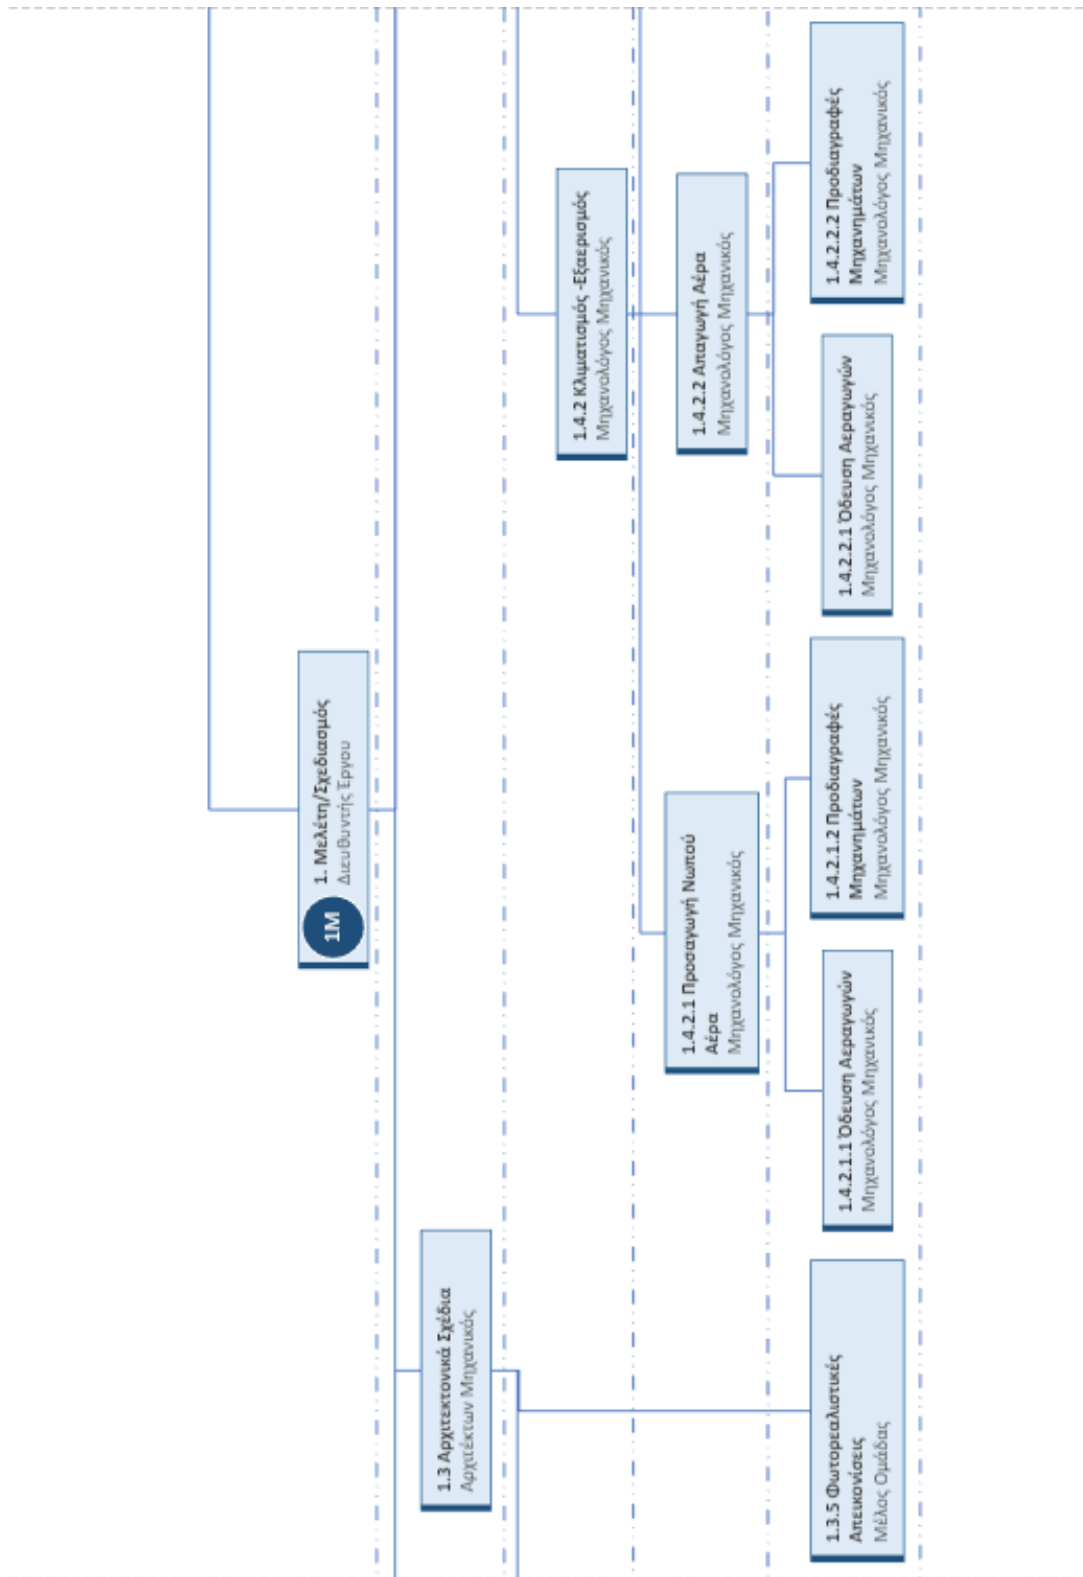 1M
1. Μελέτη/Σχεδιασμός
Διευθυντής Έργου
1.3 Αρχιτεκτονικά Σχέδια
Αρχιτέκτων Μηχανικός
1.4.2 Κλιματισμός -Εξαερισμός
Μηχανολόγος Μηχανικός
1.4.2.1 Προσαγωγή Νωπού
Αέρα
Μηχανολόγος Μηχανικός
1.4.2.2 Απαγωγή Αέρα
Μηχανολόγος Μηχανικός
1.3.5 Φωτορεαλιστικές
Απεικονίσεις
Μέλος Ομάδας
1.4.2.1.1 Όδευση Αεραγωγών
Μηχανολόγος Μηχανικός
1.4.2.1.2 Προδιαγραφές
Μηχανημάτων
Μηχανολόγος Μηχανικός
1.4.2.2.1 Όδευση Αεραγωγών
Μηχανολόγος Μηχανικός
1.4.2.2.2 Προδιαγραφές
Μηχανημάτων
Μηχανολόγος Μηχανικός